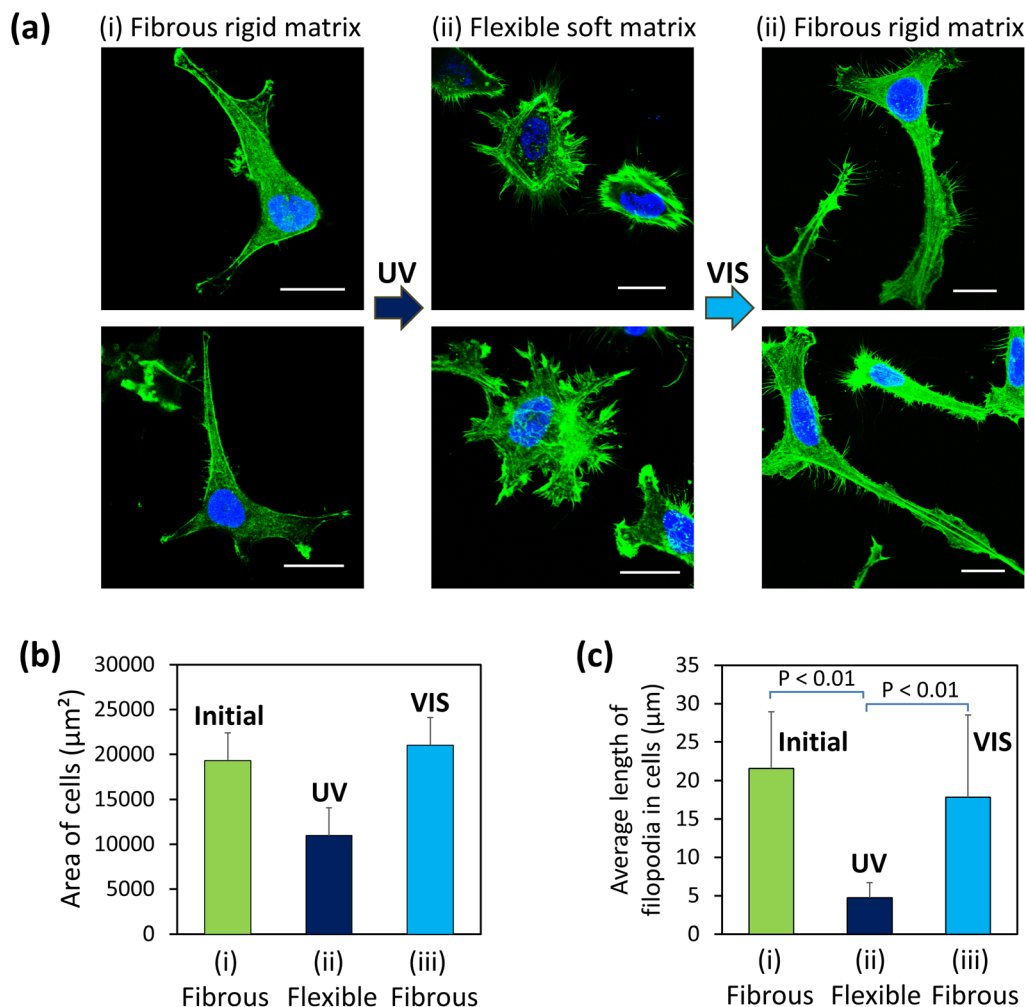 (a)
(i) Fibrous rigid matrix
(ii) Flexible soft matrix
(ii) Fibrous rigid matrix
UV
VIS
(b)
Area of cells (µm²)
30000
25000
20000
15000
10000
5000
0
Initial
UV
VIS
(i)
Fibrous
(ii)
Flexible
(iii)
Fibrous
(c)
Average length of
filopodia in cells (µm)
35
30
25
20
15
10
5
0
P < 0.01
P < 0.01
Initial
UV
VIS
(i)
Fibrous
(ii)
Flexible
(iii)
Fibrous